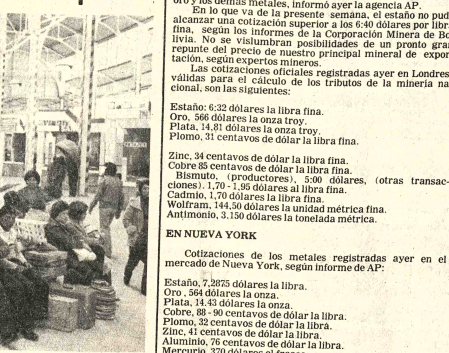 oro y los demás metales, informó ayer la agencia AP.
En lo que va de la presente semana, el estaño no pud
alcanzar una cotización superior a los 6:40 dólares por libr
fina, según los informes de la Corporación Minera de Bo
livia. No se vislumbran posibilidades de un pronto gra
repunte del precio de nuestro principal mineral de expor
tación, según expertos mineros.
Las cotizaciones oficiales registradas ayer en Londres
válidas para el cálculo de los tributos de la minería na
cional, son las siguientes:
Estaño: 6:32 dólares la libra fina.
Oro, 566 dólares la onza troy.
Plata, 14,81 dólares la onza troy.
Plomo, 31 centavos de dólar la libra fina.
Zinc, 34 centavos de dólar la libra fina.
Cobre 85 centavos de dólar la libra fina.
Bismuto, (productores), 5:00 dólares, (otras transac-
ciones). 1,70 - 1,95 dólares al libra fina.
Cadmio, 1,70 dólares la libra fina.
Wolfram, 144,50 dólares la unidad métrica fina.
Antimonio, 3.150 dólares la tonelada métrica.
EN NUEVA YORK
Cotizaciones de los metales registradas ayer en el
mercado de Nueva York, según informe de AP:
Estaño, 7,2875 dólares la libra.
Oro , 564 dólares la onza.
Plata, 14.43 dólares la onza.
Cobre, 88 - 90 centavos de dólar la libra.
Plomo, 32 centavos de dólar la libra.
Zinc, 41 centavos de dólar la libra.
Aluminio, 76 centavos de dólar la libra.
Mercurio, 370 dólares el frasco